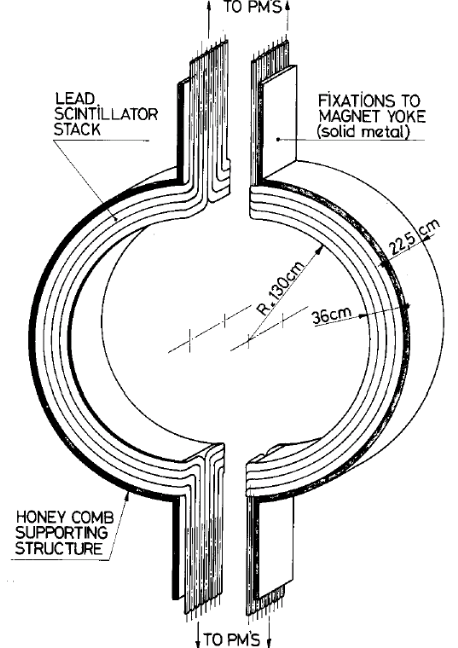 TO PM'S
LEAD
SCINTILLATOR
STACK
FIXATIONS TO
MAGNET YOKE
(solid metal)
22,5 cm
R = 130cm
36cm
HONEY COMB
SUPPORTING
STRUCTURE
TO PM'S